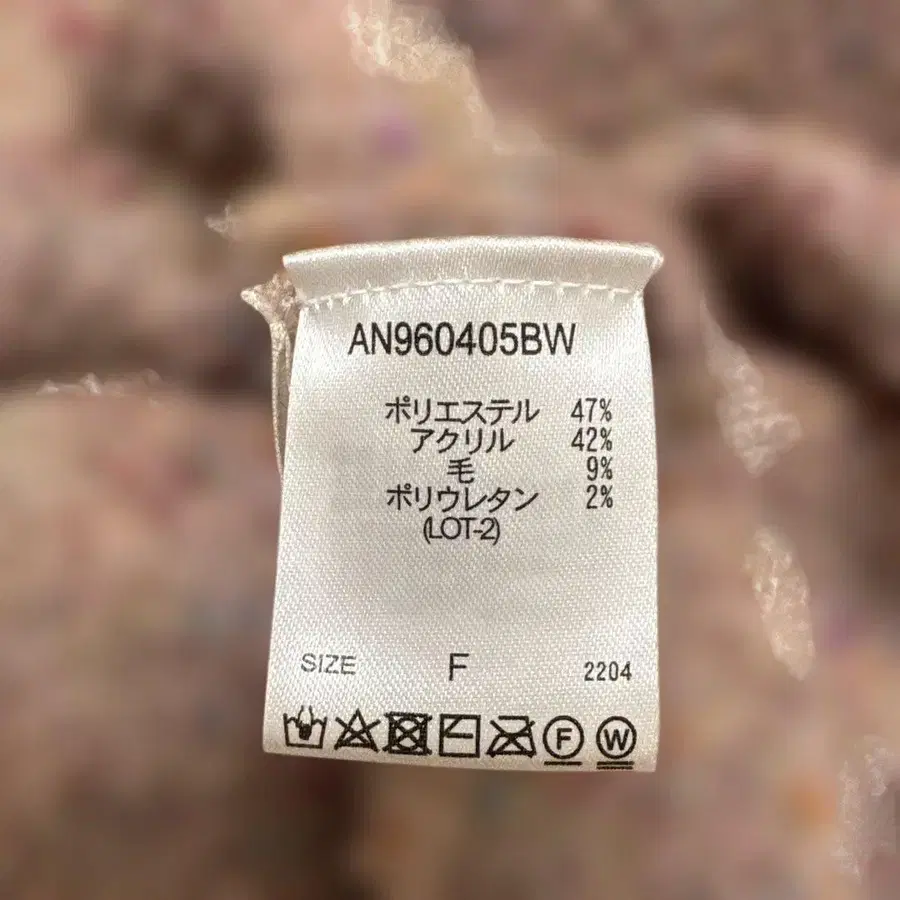 AN960405BW
ポリエステル 47%
アクリル 42%
毛 9%
ポリウレタン 2%
(LOT-2)
SIZE F 2204
F W